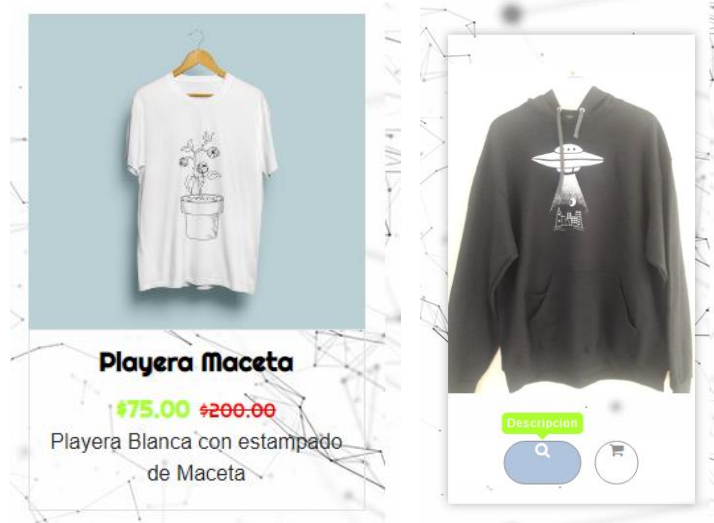 Playera Maceta
$75.00 $200.00
Playera Blanca con estampado
de Maceta
Descripcion